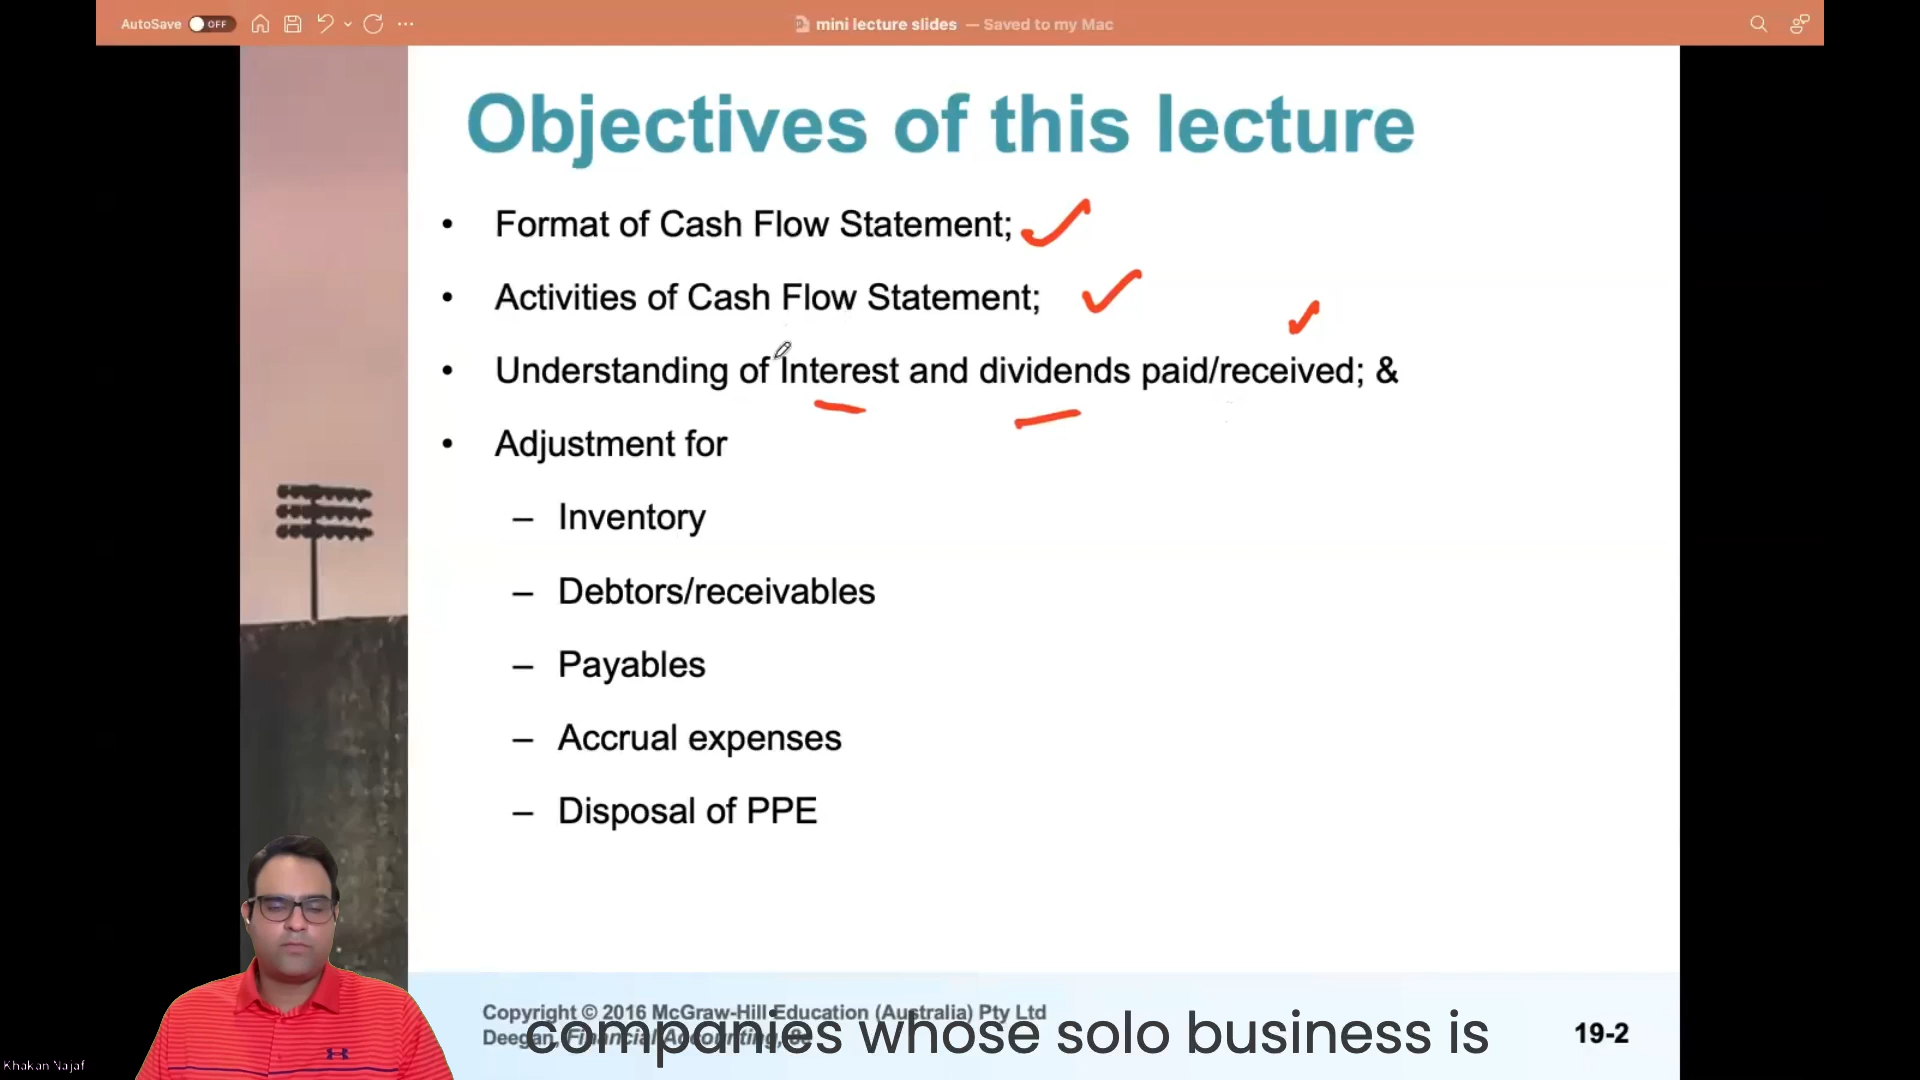 AutoSave OFF mini lecture slides — Saved to my Mac
Objectives of this lecture
• Format of Cash Flow Statement;
• Activities of Cash Flow Statement;
• Understanding of Interest and dividends paid/received; &
• Adjustment for
– Inventory
– Debtors/receivables
– Payables
– Accrual expenses
– Disposal of PPE
Copyright © 2016 McGraw-Hill Education (Australia) Pty Ltd
Deegan, Financial Accounting,
companies whose solo business is
19-2
Khakan Najaf